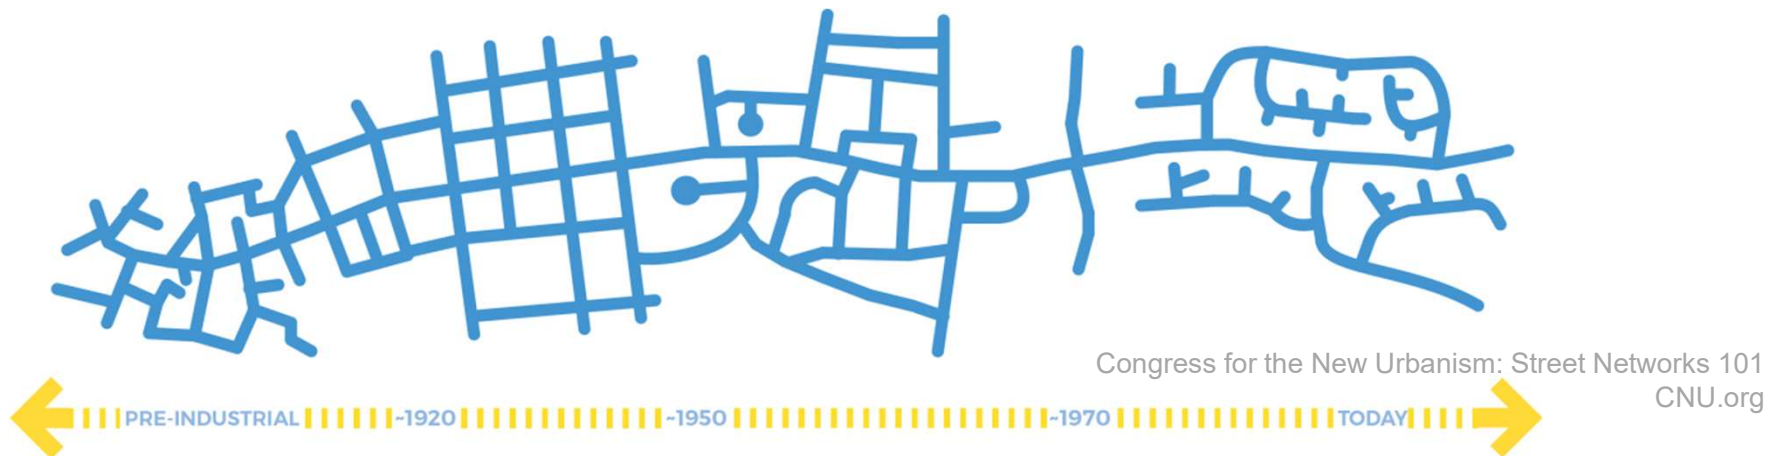 Congress for the New Urbanism: Street Networks 101
CNU.org
PRE-INDUSTRIAL ~1920 ~1950 ~1970 TODAY